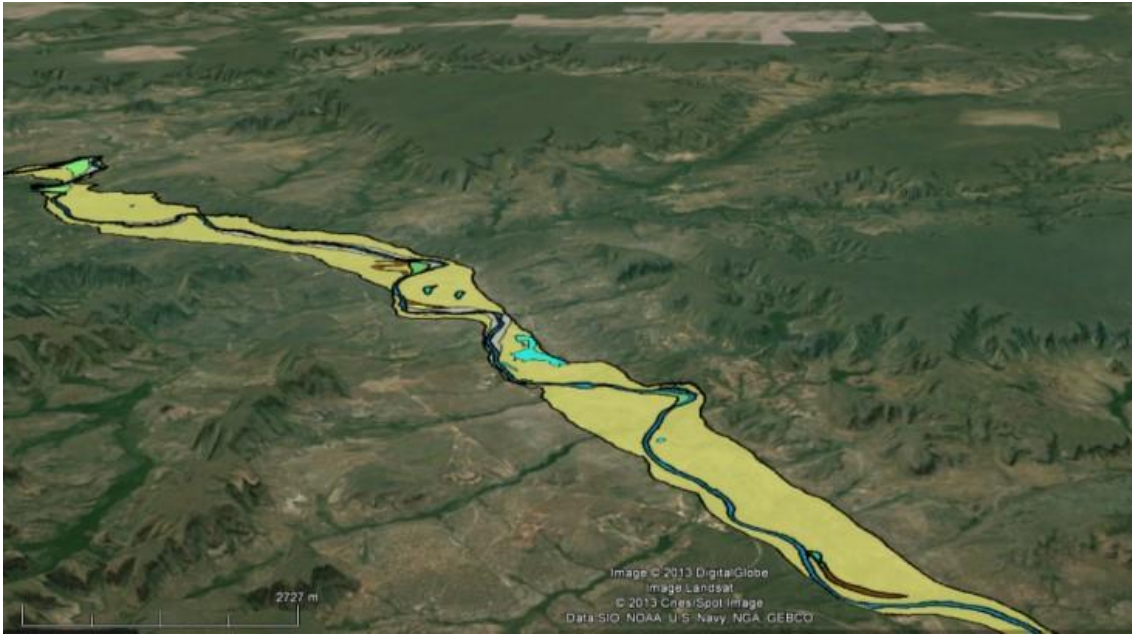 2727 m
Image © 2013 DigitalGlobe
Image Landsat
© 2013 Cnes/Spot Image
Data SIO, NOAA, U.S. Navy, NGA, GEBCO